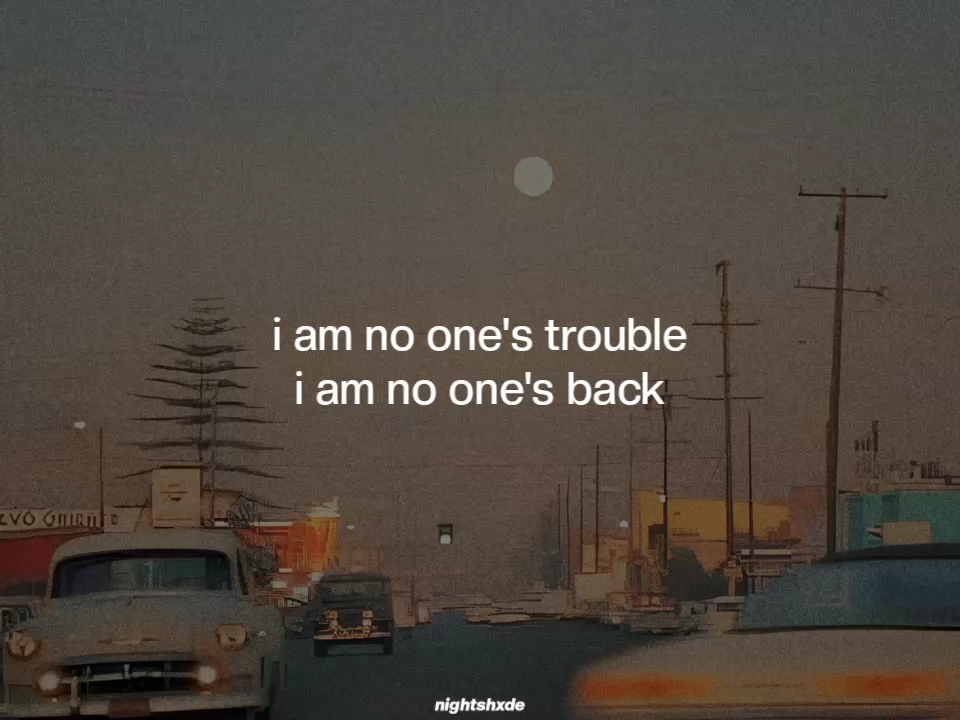 i am no one's trouble
i am no one's back
nightshxde